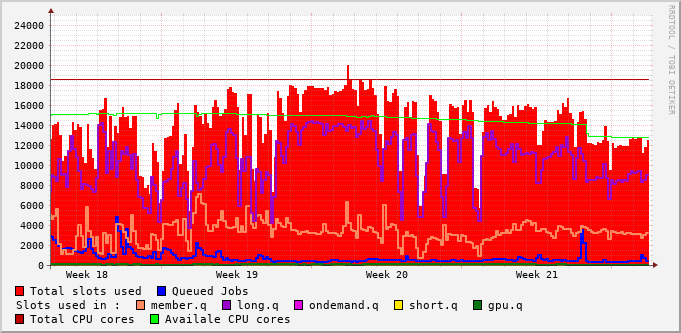 24000
22000
20000
18000
16000
14000
12000
10000
8000
6000
4000
2000
0
Week 18 Week 19 Week 20 Week 21
Total slots used Queued Jobs
Slots used in : member.q long.q ondemand.q short.q gpu.q
Total CPU cores Availale CPU cores
RRDTOOL / TOBI OETIKER